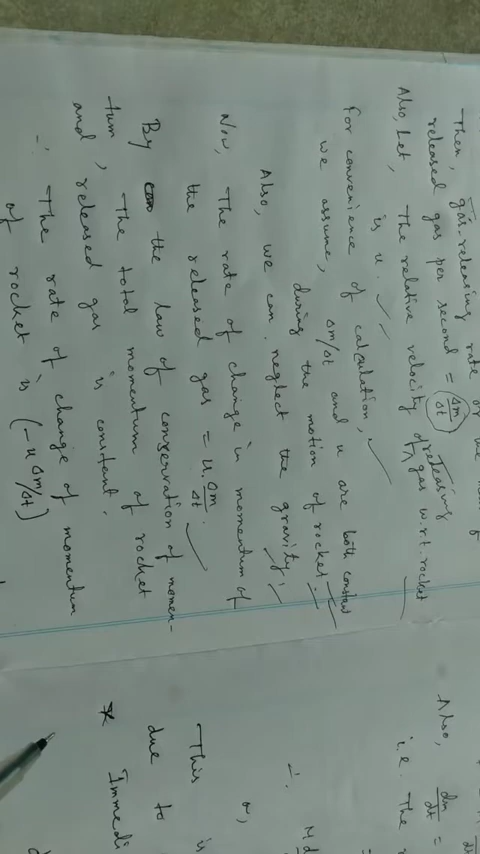 Then, gas-releasing rate or
released gas per second = Δm/Δt
Also, Let, The relative velocity of releasing gas w.r.t. rocket
is u.
For convenience of calculation,
we assume, Δm/Δt and u are both constant
during the motion of rocket.
Also, we can neglect the gravity.
Now, The rate of change in momentum of
the released gas = u. Δm/Δt.
By the law of conservation of momen-
tum, The total momentum of rocket
and released gas is constant.
∴ The rate of change of momentum
of rocket is (- u Δm/Δt)
Also, dm/dt =
i.e. The
∴ M
or,
This is
due to
* Immedi